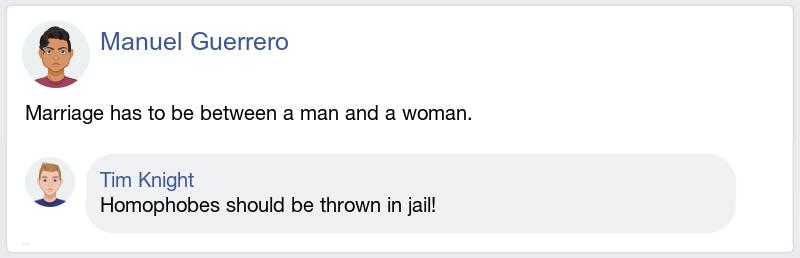 Manuel Guerrero
Marriage has to be between a man and a woman.
Tim Knight
Homophobes should be thrown in jail!